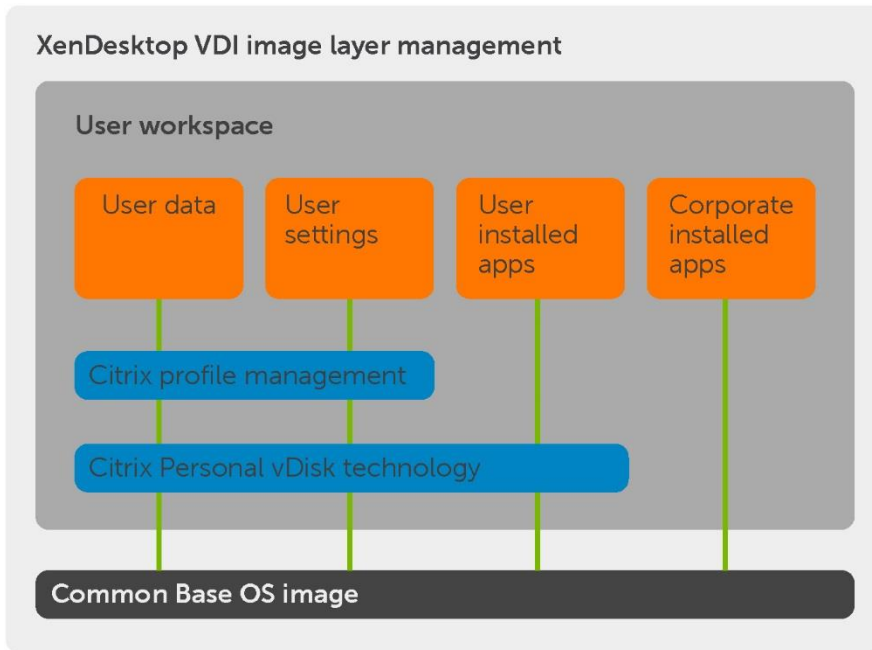 XenDesktop VDI image layer management
User workspace
User data
User
settings
User
installed
apps
Corporate
installed
apps
Citrix profile management
Citrix Personal vDisk technology
Common Base OS image